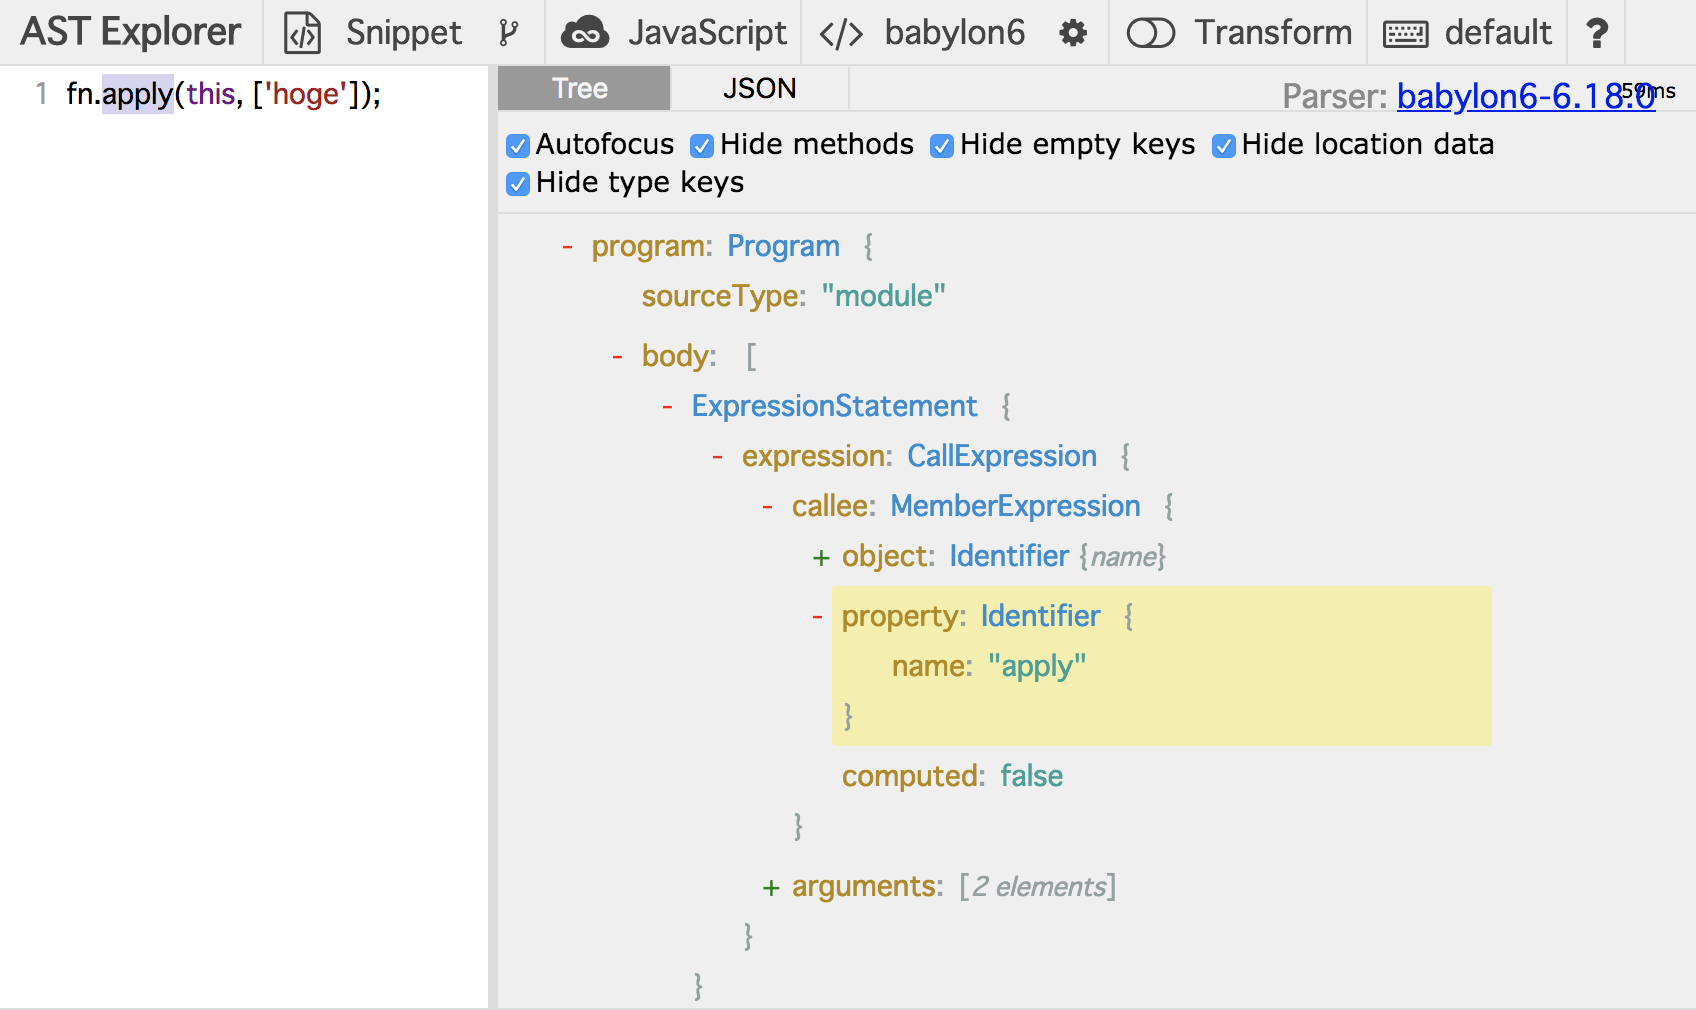 AST Explorer Snippet JavaScript </> babylon6 Transform default ?
1 fn.apply(this, ['hoge']);
Tree JSON
Parser: babylon6-6.18.0 59ms
Autofocus Hide methods Hide empty keys Hide location data
Hide type keys
- program: Program {
sourceType: "module"
- body: [
- ExpressionStatement {
- expression: CallExpression {
- callee: MemberExpression {
+ object: Identifier {name}
- property: Identifier {
name: "apply"
}
computed: false
}
+ arguments: [2 elements]
}
}